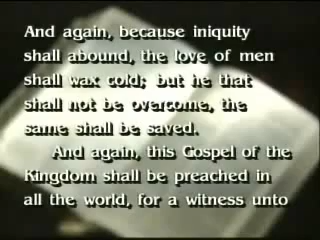 And again, because iniquity
shall abound, the love of men
shall wax cold; but he that
shall not be overcome, the
same shall be saved.
And again, this Gospel of the
Kingdom shall be preached in
all the world, for a witness unto